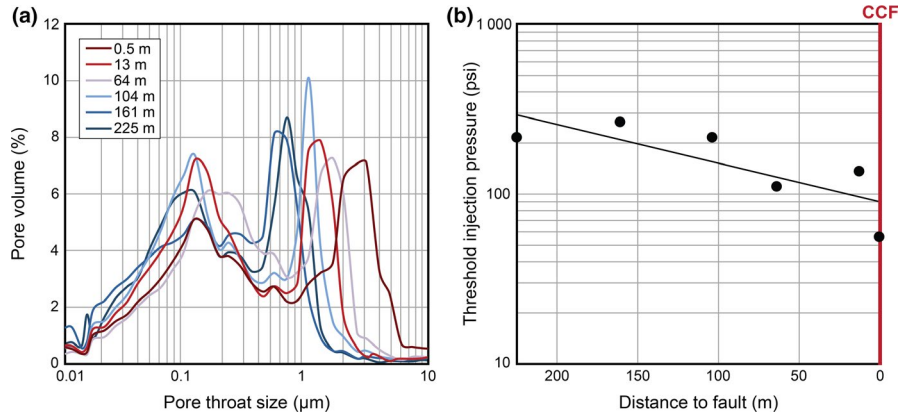 (a)
12
10
8
6
4
2
0
Pore volume (%)
0.5 m
13 m
64 m
104 m
161 m
225 m
0.01
0.1
1
10
Pore throat size (µm)
(b)
CCF
1 000
100
10
Threshold injection pressure (psi)
200
150
100
50
0
Distance to fault (m)